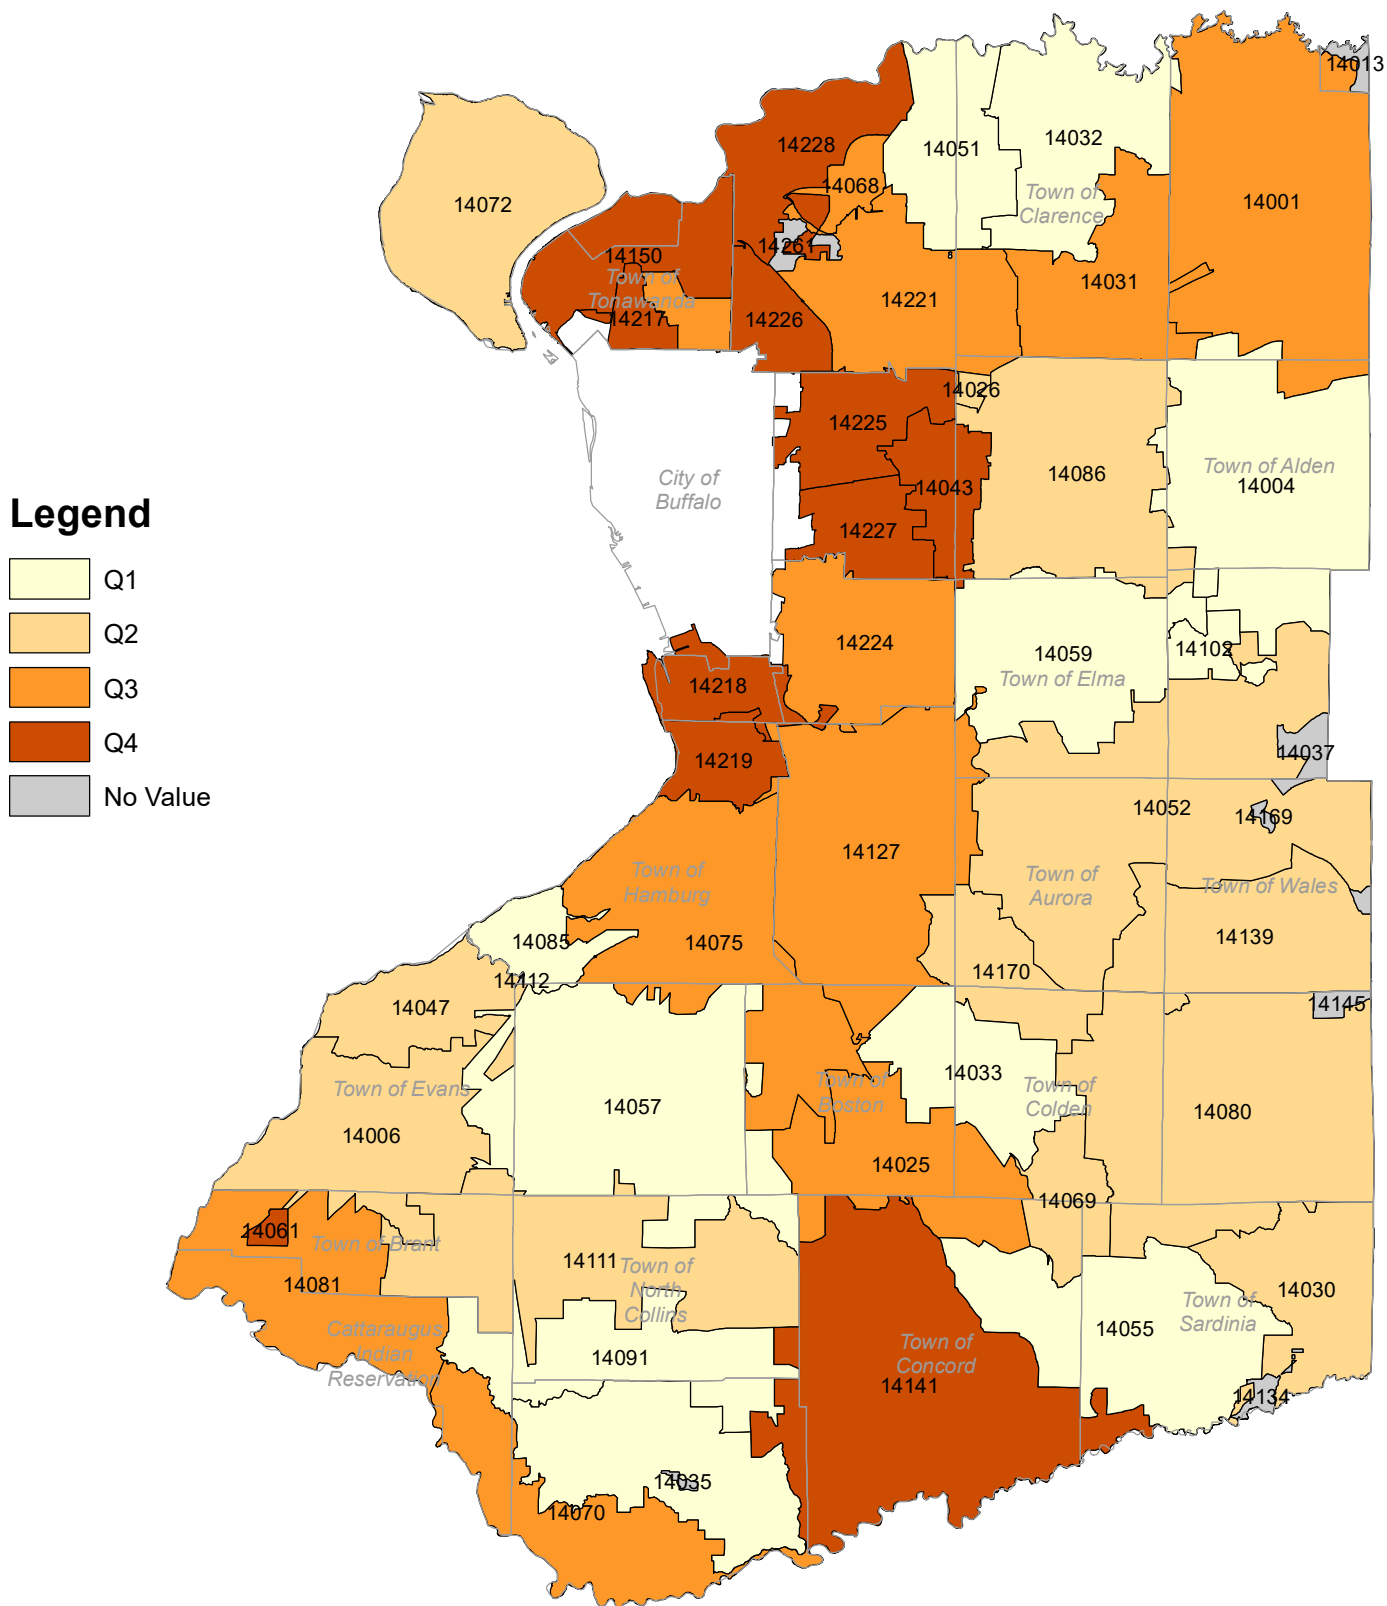 14013
14228
14032
14051
14068
Town of
Clarence
14072
14001
14261
14150
Town of
Tonawanda
14031
14221
14217
14226
14026
14225
Town of Alden
14004
14086
City of
Buffalo
14043
Legend
14227
Q1
Q2
14224
14102
14059
Town of Elma
Q3
14218
Q4
14037
14219
No Value
14052
14169
14127
Town of
Hamburg
Town of
Aurora
Town of Wales
14085
14075
14139
14170
14112
14047
14145
14033
Town of Evans
Town of
Boston
Town of
Colden
14057
14080
14006
14025
14069
14061
Town of Brant
14111
Town of
North
Collins
14081
14030
Town of
Sardinia
Cattaraugus
Indian
Reservation
14055
Town of
Concord
14091
14141
14134
14035
14070